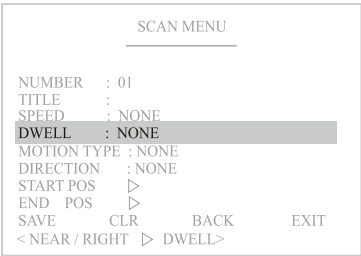 SCAN MENU
NUMBER : 01
TITLE :
SPEED : NONE
DWELL : NONE
MOTION TYPE : NONE
DIRECTION : NONE
START POS ▷
END POS ▷
SAVE CLR BACK EXIT
< NEAR / RIGHT ▷ DWELL>